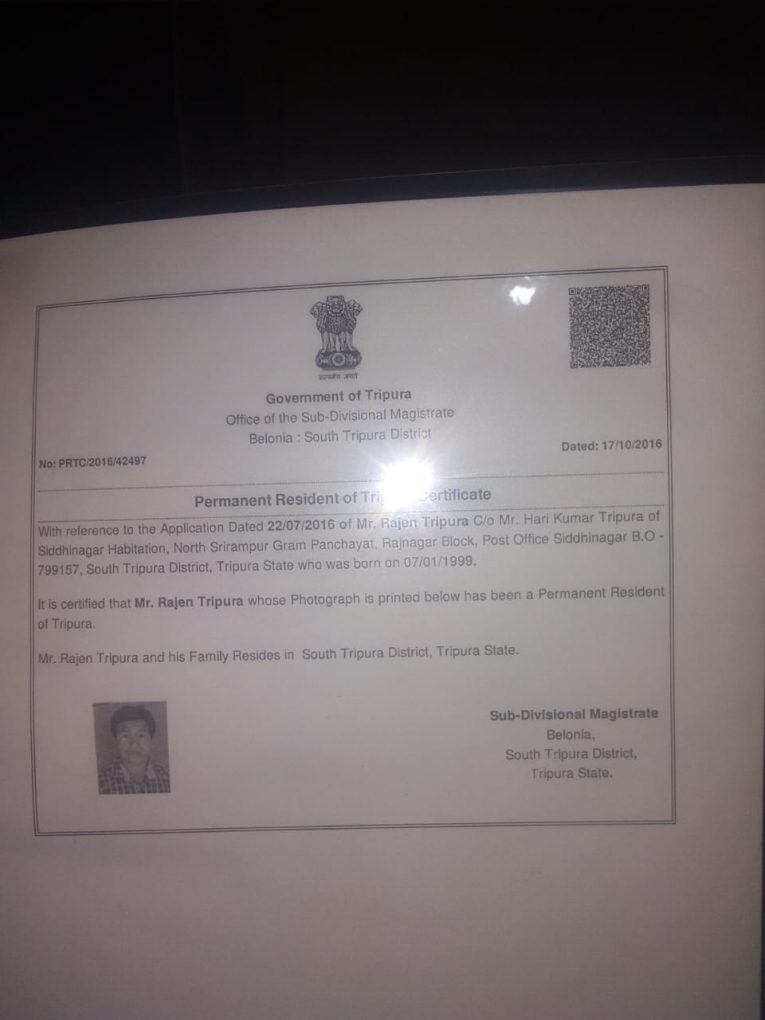 सत्यमेव जयते
Government of Tripura
Office of the Sub-Divisional Magistrate
Belonia : South Tripura District
No: PRTC/2016/42497
Dated: 17/10/2016
Permanent Resident of Certificate
With reference to the Application Dated 22/07/2016 of Mr. Rajen Tripura C/o Mr. Hari Kumar Tripura of
Siddhinagar Habitation, North Srirampur Gram Panchayat, Rajnagar Block, Post Office Siddhinagar B.O -
799157, South Tripura District, Tripura State who was born on 07/01/1999.
It is certified that Mr. Rajen Tripura whose Photograph is printed below has been a Permanent Resident
of Tripura.
Mr. Rajen Tripura and his Family Resides in South Tripura District, Tripura State.
Sub-Divisional Magistrate
Belonia,
South Tripura District,
Tripura State.